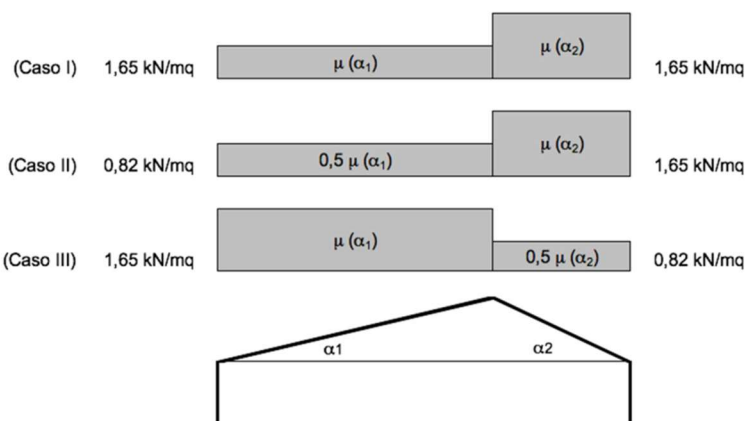 (Caso I) 1,65 kN/mq μ (α₁) μ (α₂) 1,65 kN/mq
(Caso II) 0,82 kN/mq 0,5 μ (α₁) μ (α₂) 1,65 kN/mq
(Caso III) 1,65 kN/mq μ (α₁) 0,5 μ (α₂) 0,82 kN/mq
α1 α2